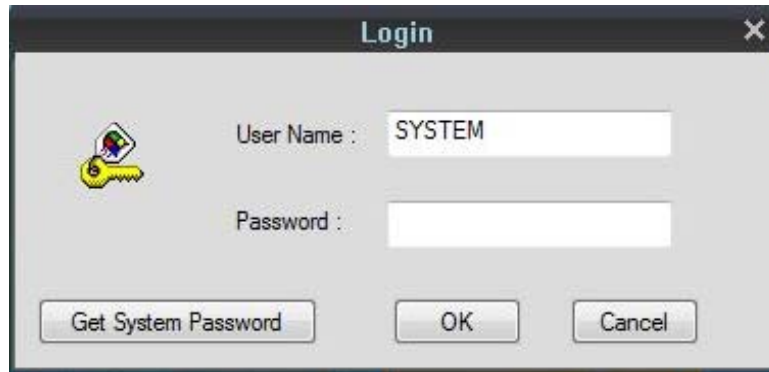 Login
User Name : SYSTEM
Password :
Get System Password OK Cancel